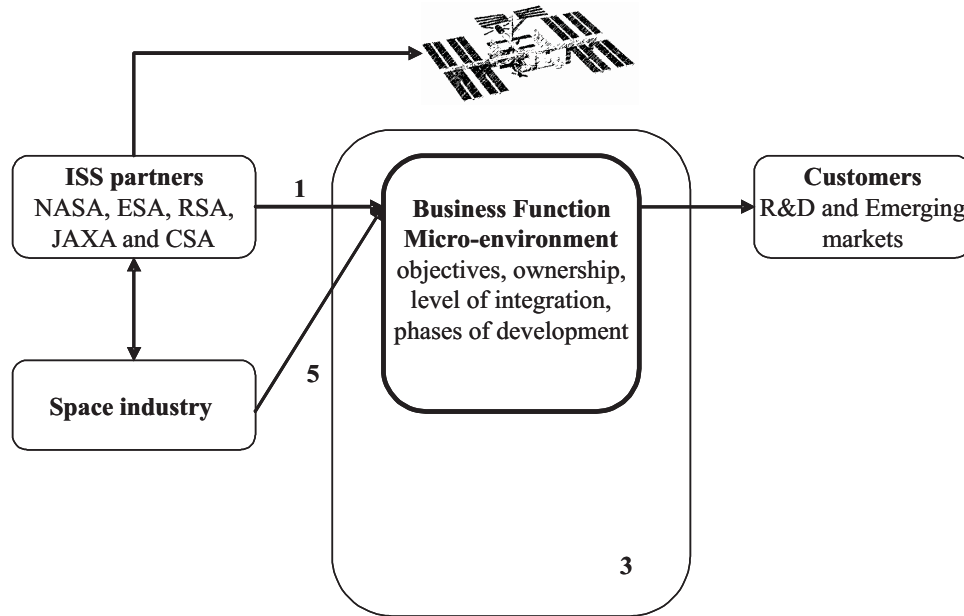 ISS partners
NASA, ESA, RSA,
JAXA and CSA
1
Business Function
Micro-environment
objectives, ownership,
level of integration,
phases of development
Customers
R&D and Emerging
markets
Space industry
5
3